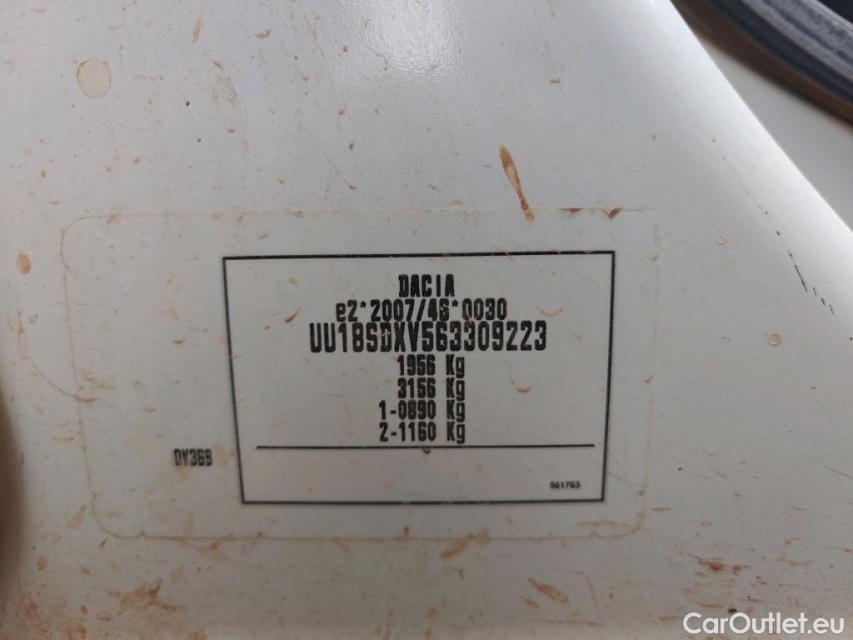 DACIA
e2*2007/46*0030
UU18SDXV563309223
1956 Kg
3156 Kg
1-0890 Kg
2-1160 Kg
DY369
561763
CarOutlet.eu